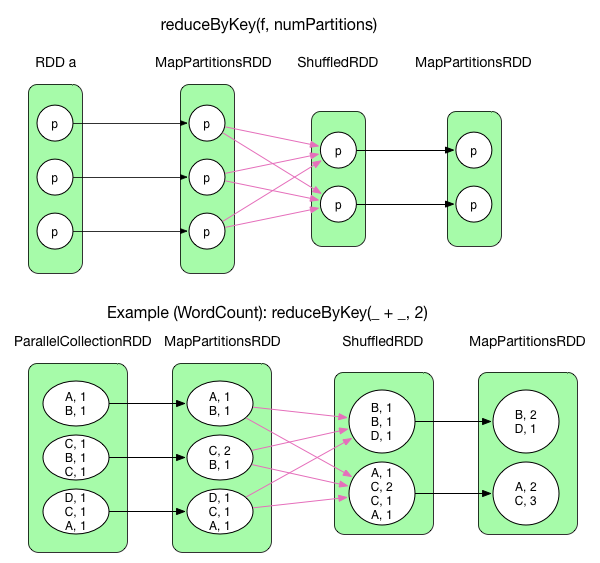 reduceByKey(f, numPartitions)
RDD a
MapPartitionsRDD
ShuffledRDD
MapPartitionsRDD
p
p
p
p
p
p
p
p
p
p
Example (WordCount): reduceByKey(_ + _, 2)
ParallelCollectionRDD
MapPartitionsRDD
ShuffledRDD
MapPartitionsRDD
A, 1
B, 1
C, 1
B, 1
C, 1
D, 1
C, 1
A, 1
A, 1
B, 1
C, 2
B, 1
D, 1
C, 1
A, 1
B, 1
B, 1
D, 1
A, 1
C, 2
C, 1
A, 1
B, 2
D, 1
A, 2
C, 3